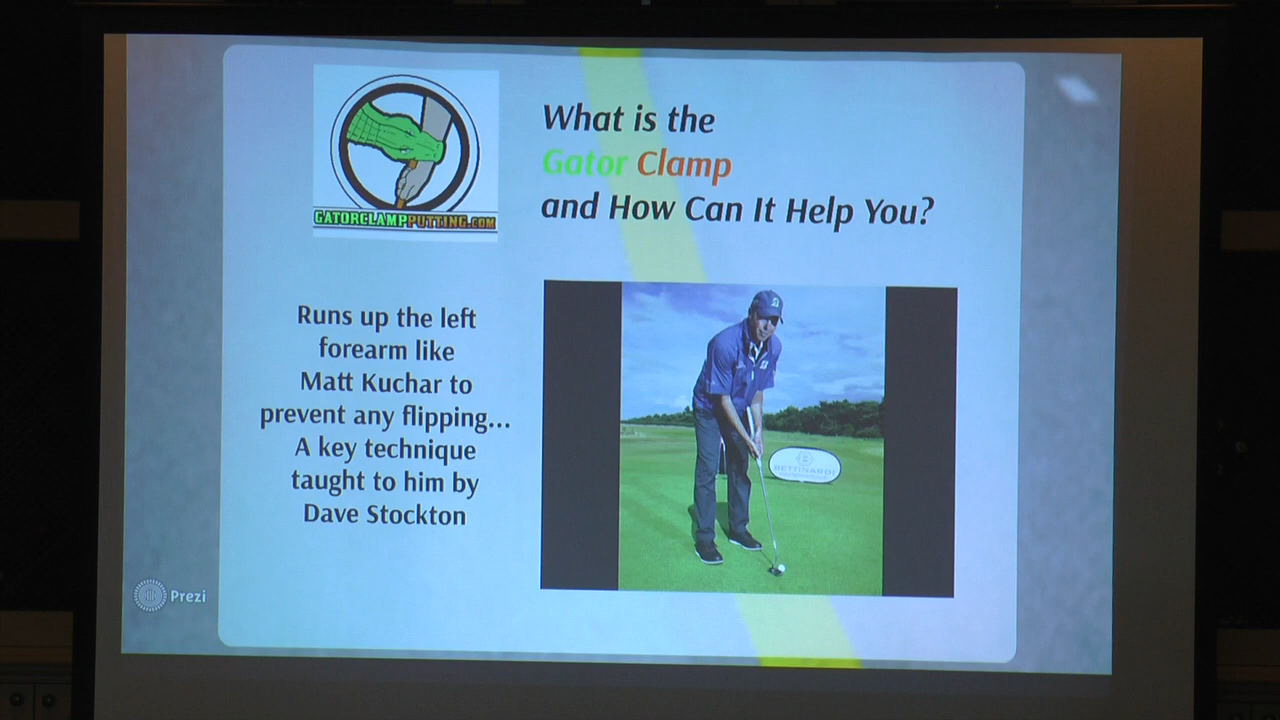 What is the
Gator Clamp
and How Can It Help You?
GATORCLAMPPUTTING.COM
Runs up the left
forearm like
Matt Kuchar to
prevent any flipping...
A key technique
taught to him by
Dave Stockton
BETTINARDI
Prezi